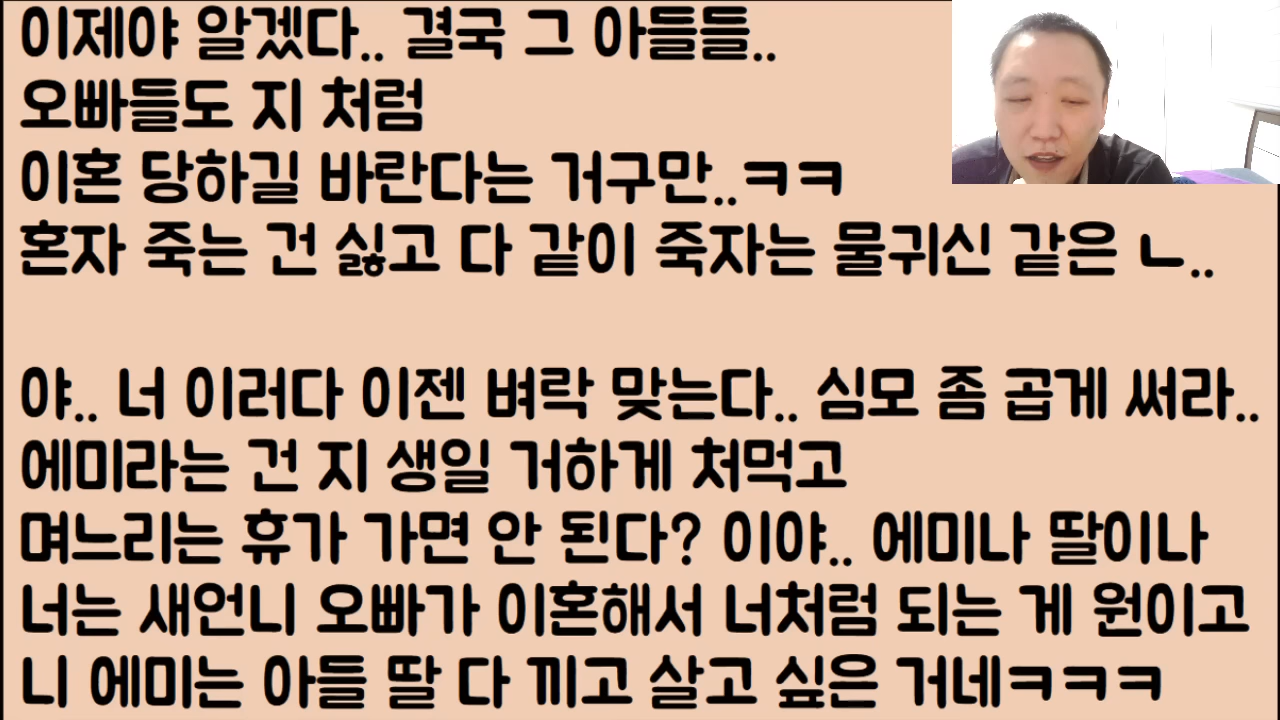 이제야 알겠다.. 결국 그 아들들..
오빠들도 지 처럼
이혼 당하길 바란다는 거구만..ㅋㅋ
혼자 죽는 건 싫고 다 같이 죽자는 물귀신 같은 ㄴ..
야.. 너 이러다 이젠 벼락 맞는다.. 심모 좀 곱게 써라..
에미라는 건 지 생일 거하게 처먹고
며느리는 휴가 가면 안 된다? 이야.. 에미나 딸이나
너는 새언니 오빠가 이혼해서 너처럼 되는 게 원이고
니 에미는 아들 딸 다 끼고 살고 싶은 거네ㅋㅋㅋ